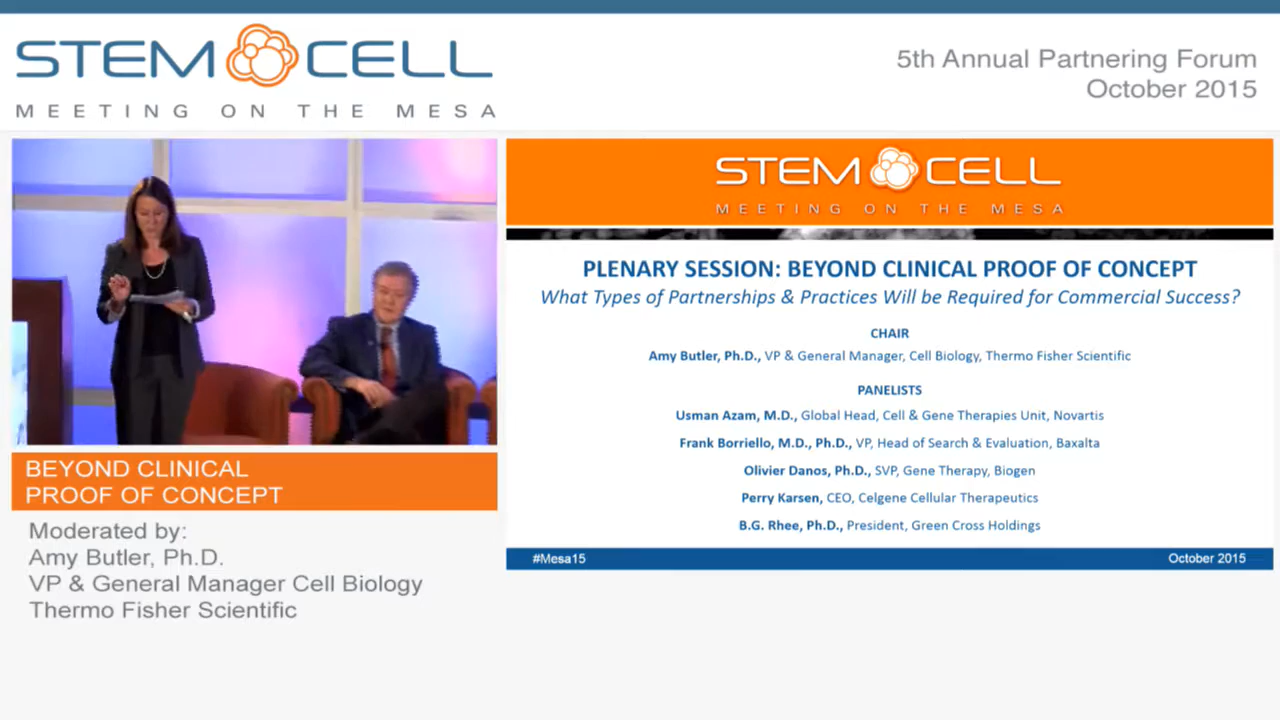 STEM CELL
MEETING ON THE MESA
5th Annual Partnering Forum
October 2015
STEM CELL
MEETING ON THE MESA
PLENARY SESSION: BEYOND CLINICAL PROOF OF CONCEPT
What Types of Partnerships & Practices Will be Required for Commercial Success?
CHAIR
Amy Butler, Ph.D., VP & General Manager, Cell Biology, Thermo Fisher Scientific
PANELISTS
Usman Azam, M.D., Global Head, Cell & Gene Therapies Unit, Novartis
Frank Borriello, M.D., Ph.D., VP, Head of Search & Evaluation, Baxalta
Olivier Danos, Ph.D., SVP, Gene Therapy, Biogen
Perry Karsen, CEO, Celgene Cellular Therapeutics
B.G. Rhee, Ph.D., President, Green Cross Holdings
#Mesa15
October 2015
BEYOND CLINICAL
PROOF OF CONCEPT
Moderated by:
Amy Butler, Ph.D.
VP & General Manager Cell Biology
Thermo Fisher Scientific